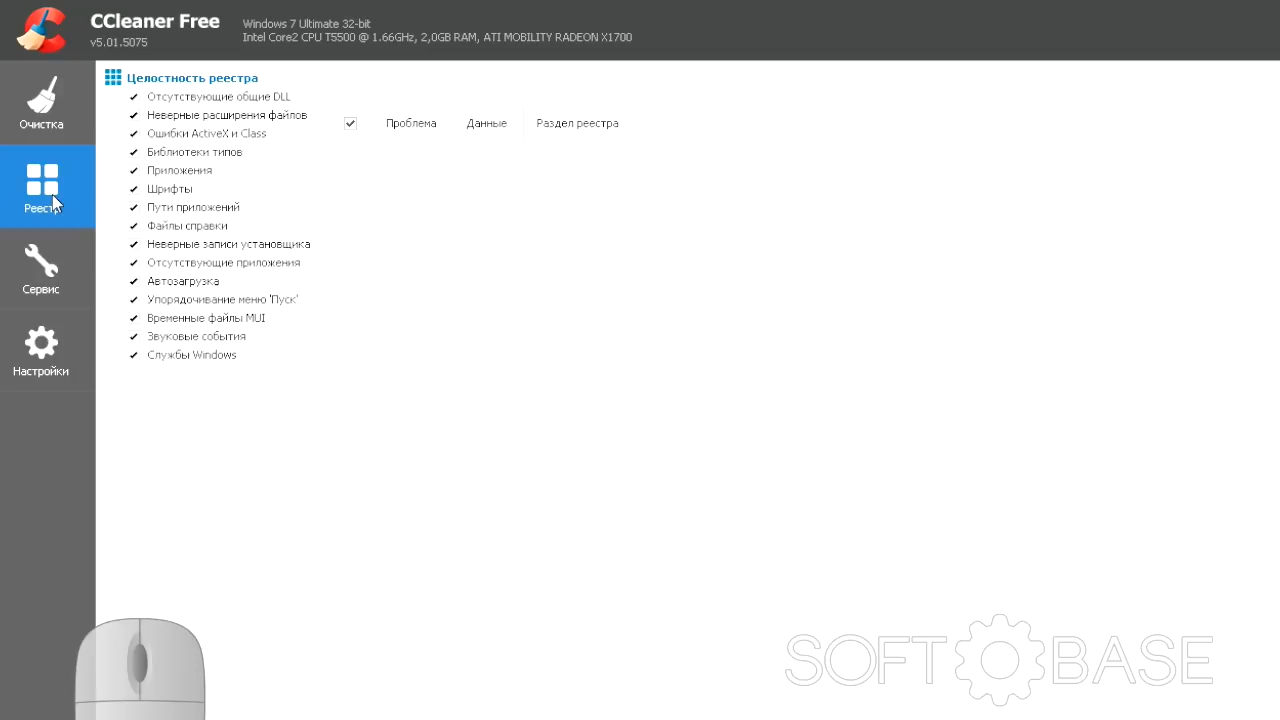 CCleaner Free
v5.01.5075
Windows 7 Ultimate 32-bit
Intel Core2 CPU T5500 @ 1.66GHz, 2,0GB RAM, ATI MOBILITY RADEON X1700
Очистка
Реестр
Сервис
Настройки
Целостность реестра
Отсутствующие общие DLL
Неверные расширения файлов
Ошибки ActiveX и Class
Библиотеки типов
Приложения
Шрифты
Пути приложений
Файлы справки
Неверные записи установщика
Отсутствующие приложения
Автозагрузка
Упорядочивание меню 'Пуск'
Временные файлы MUI
Звуковые события
Службы Windows
Проблема Данные Раздел реестра
SOFT BASE